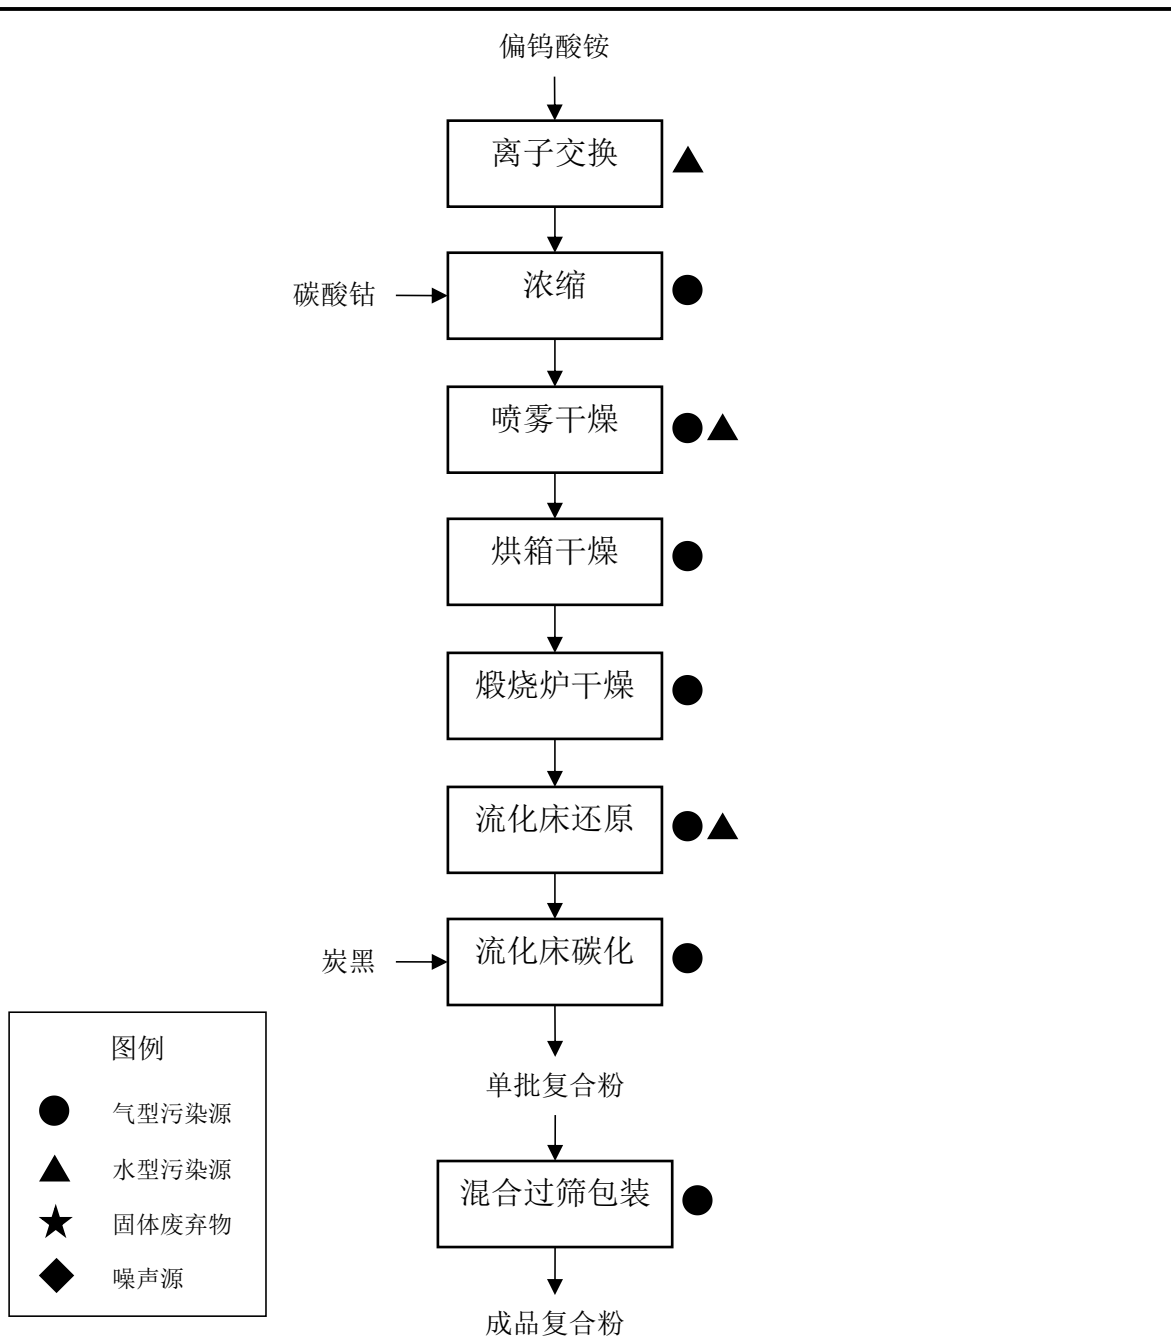 偏钨酸铵
离子交换
碳酸钴
浓缩
喷雾干燥
烘箱干燥
煅烧炉干燥
流化床还原
炭黑
流化床碳化
单批复合粉
混合过筛包装
成品复合粉
图例
气型污染源
水型污染源
固体废弃物
噪声源